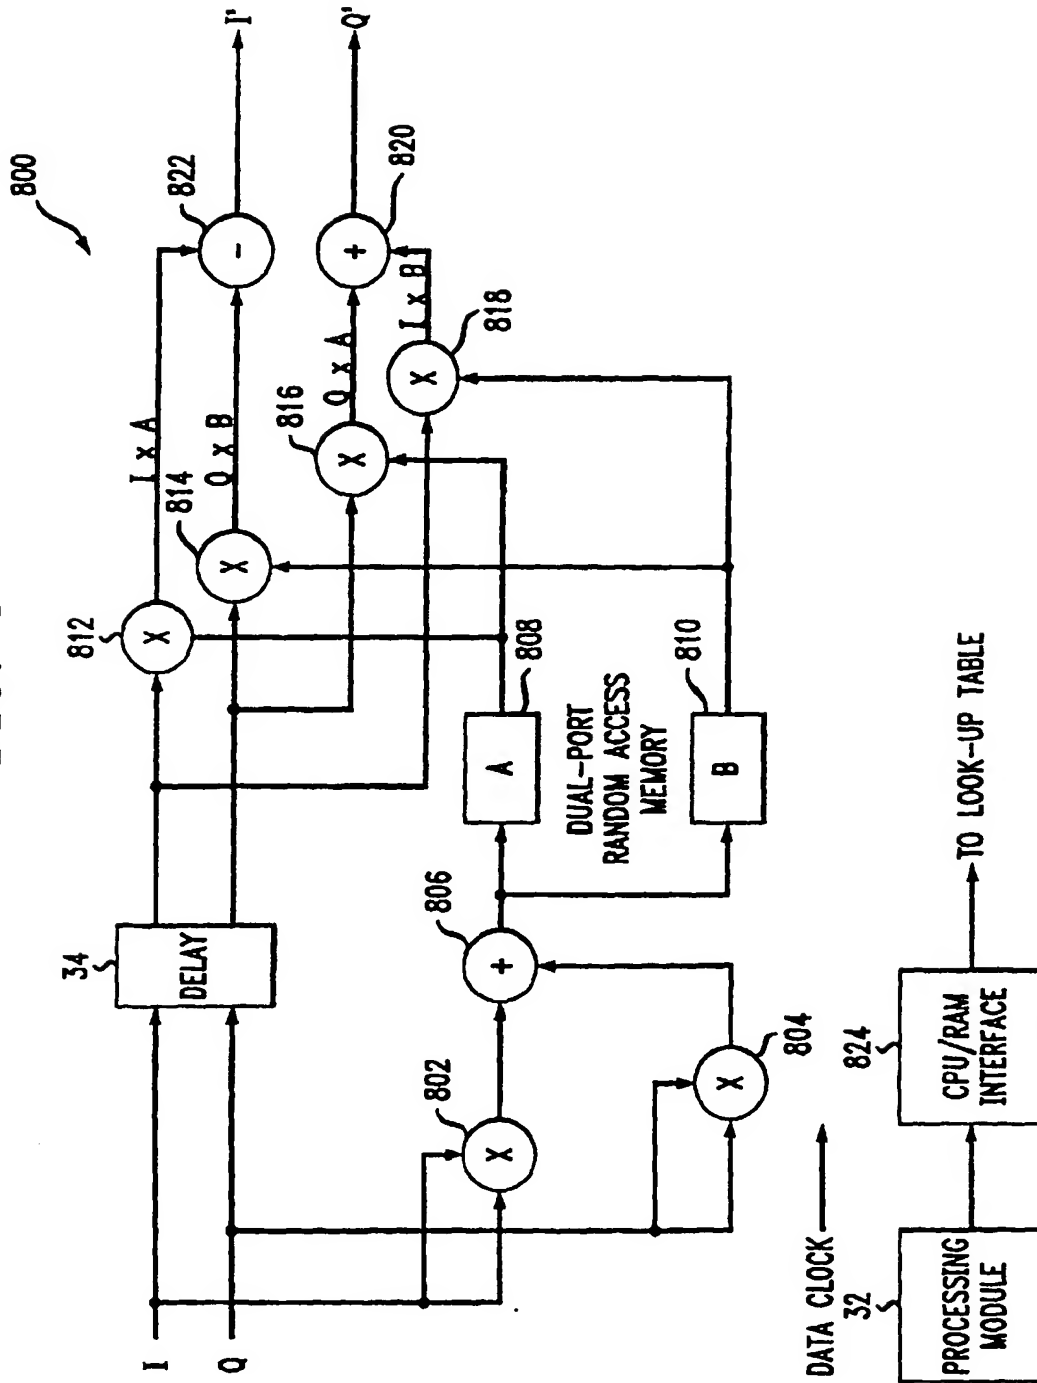 800
I'
Q'
822
-
+
820
I x A
Q x B
Q x A
I x B
812
X
814
X
816
X
X
818
34
DELAY
806
+
A
808
DUAL-PORT
RANDOM ACCESS
MEMORY
B
810
802
X
X
804
I
Q
DATA CLOCK
32
PROCESSING
MODULE
824
CPU/RAM
INTERFACE
TO LOOK-UP TABLE